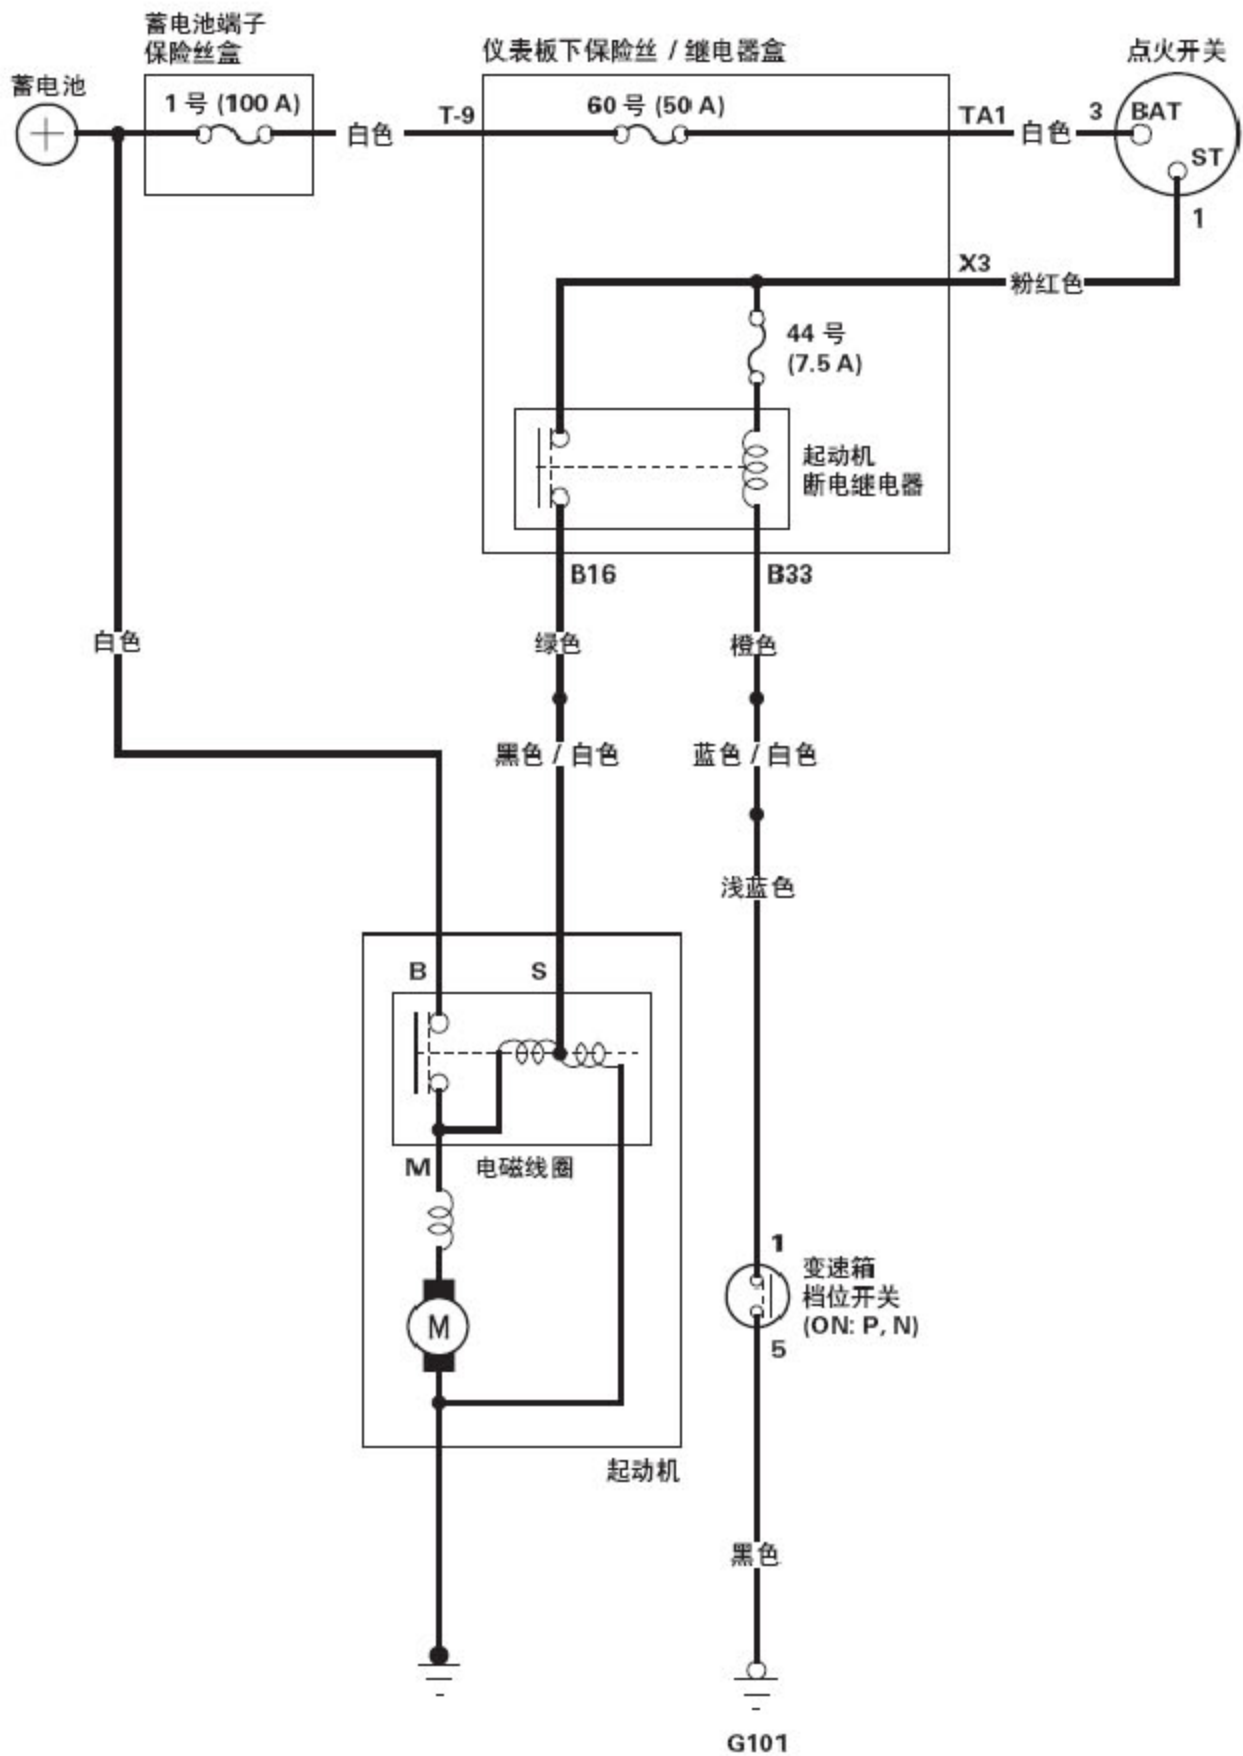 蓄电池端子
保险丝盒
仪表板下保险丝 / 继电器盒
点火开关
蓄电池
1 号 (100 A)
白色
T-9
60 号 (50 A)
TA1
白色
3
BAT
ST
1
X3
粉红色
44 号
(7.5 A)
起动机
断电继电器
B16
B33
白色
绿色
橙色
黑色 / 白色
蓝色 / 白色
浅蓝色
B
S
M
电磁线圈
M
起动机
1
变速箱
档位开关
(ON: P, N)
5
黑色
G101